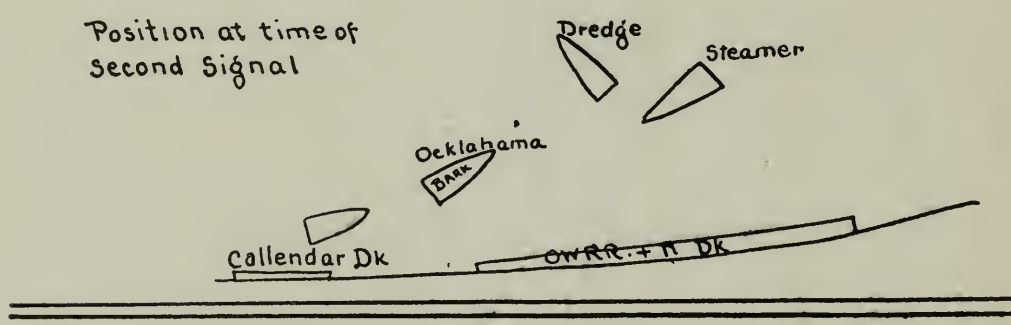 Position at time of
Second Signal
Dredge
Steamer
Ocklahama
BARK
Callendar Dk
OWRR. + N Dk